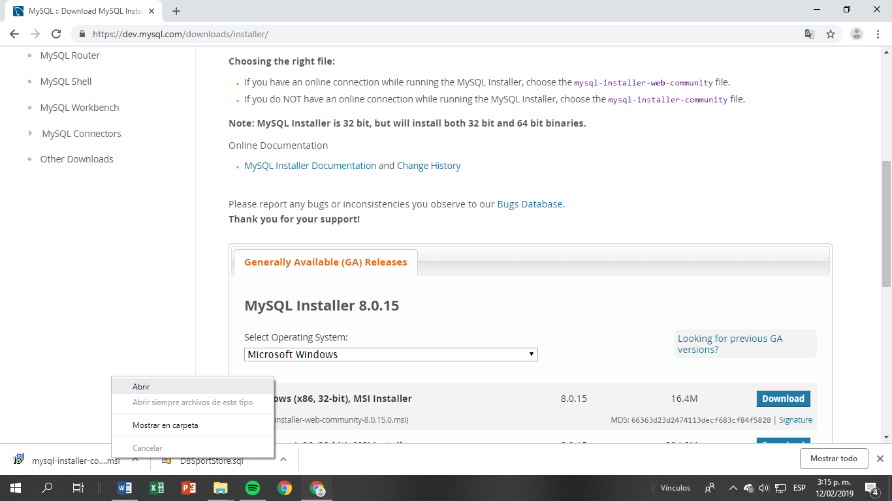 MySQL :: Download MySQL Insta
https://dev.mysql.com/downloads/installer/
MySQL Router
MySQL Shell
MySQL Workbench
MySQL Connectors
Other Downloads
Choosing the right file:
If you have an online connection while running the MySQL Installer, choose the mysql-installer-web-community file.
If you do NOT have an online connection while running the MySQL Installer, choose the mysql-installer-community file.
Note: MySQL Installer is 32 bit, but will install both 32 bit and 64 bit binaries.
Online Documentation
MySQL Installer Documentation and Change History
Please report any bugs or inconsistencies you observe to our Bugs Database.
Thank you for your support!
Generally Available (GA) Releases
MySQL Installer 8.0.15
Select Operating System:
Microsoft Windows
Looking for previous GA
versions?
ows (x86, 32-bit), MSI Installer 8.0.15 16.4M Download
nstaller-web-community-8.0.15.0.msi) MD5: 66363d23d2474113decf683cf84f5820 | Signature
Abrir
Abrir siempre archivos de este tipo
Mostrar en carpeta
Cancelar
mysql-installer-co....msi
DBSportStore.sql
Mostrar todo
Vínculos
ESP
3:15 p. m.
12/02/2019
4